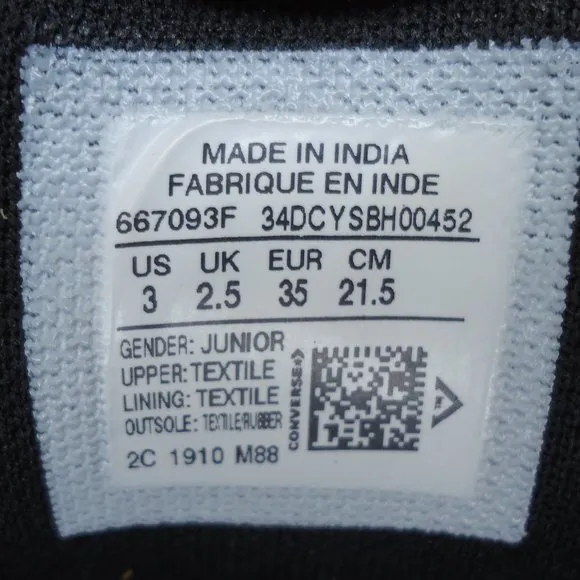 MADE IN INDIA
FABRIQUE EN INDE
667093F 34DCYSBH00452
US UK EUR CM
3 2.5 35 21.5
GENDER: JUNIOR
UPPER: TEXTILE
LINING: TEXTILE
OUTSOLE: TEXTILE/RUBBER
2C 1910 M88
CONVERSE
TM